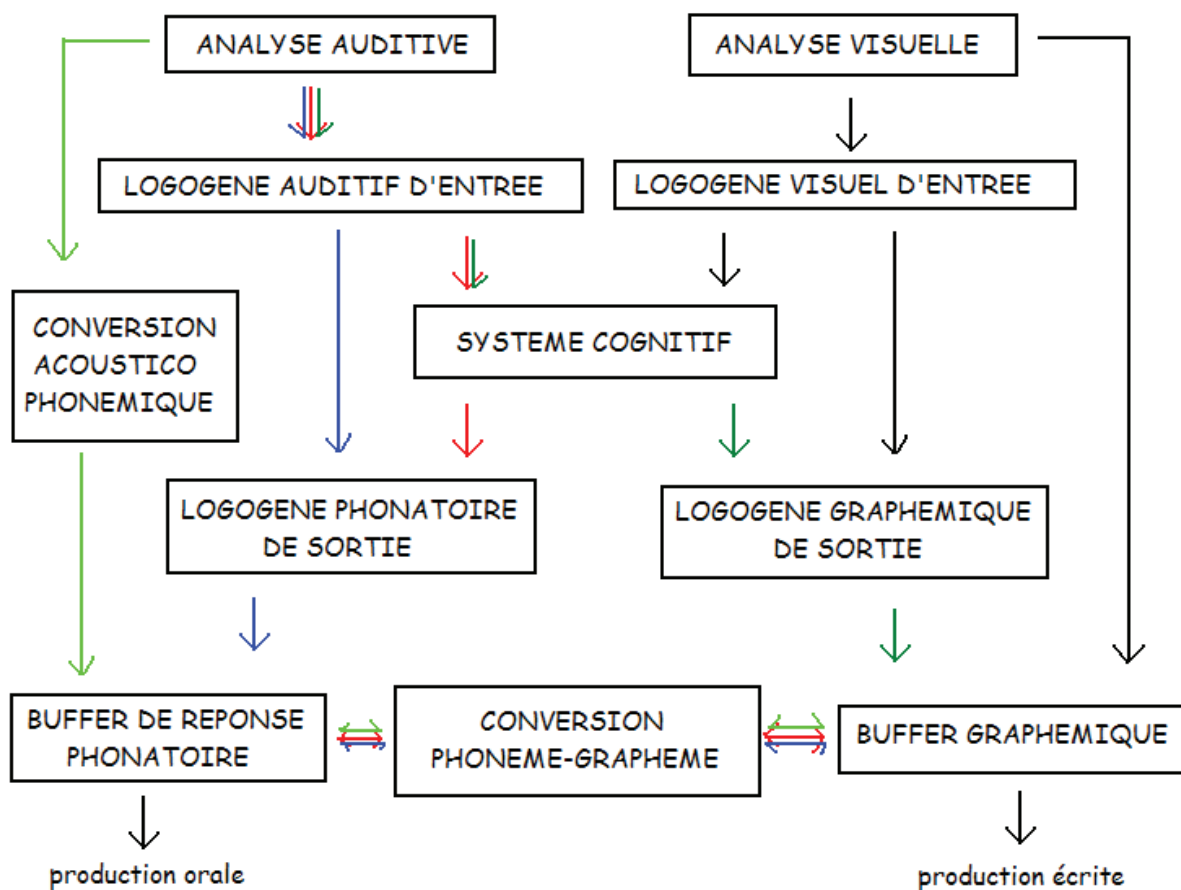 ANALYSE AUDITIVE
ANALYSE VISUELLE
LOGOGENE AUDITIF D'ENTREE
LOGOGENE VISUEL D'ENTREE
CONVERSION
ACOUSTICO
PHONEMIQUE
SYSTEME COGNITIF
LOGOGENE PHONATOIRE
DE SORTIE
LOGOGENE GRAPHEMIQUE
DE SORTIE
BUFFER DE REPONSE
PHONATOIRE
CONVERSION
PHONEME-GRAPHEME
BUFFER GRAPHEMIQUE
production orale
production écrite